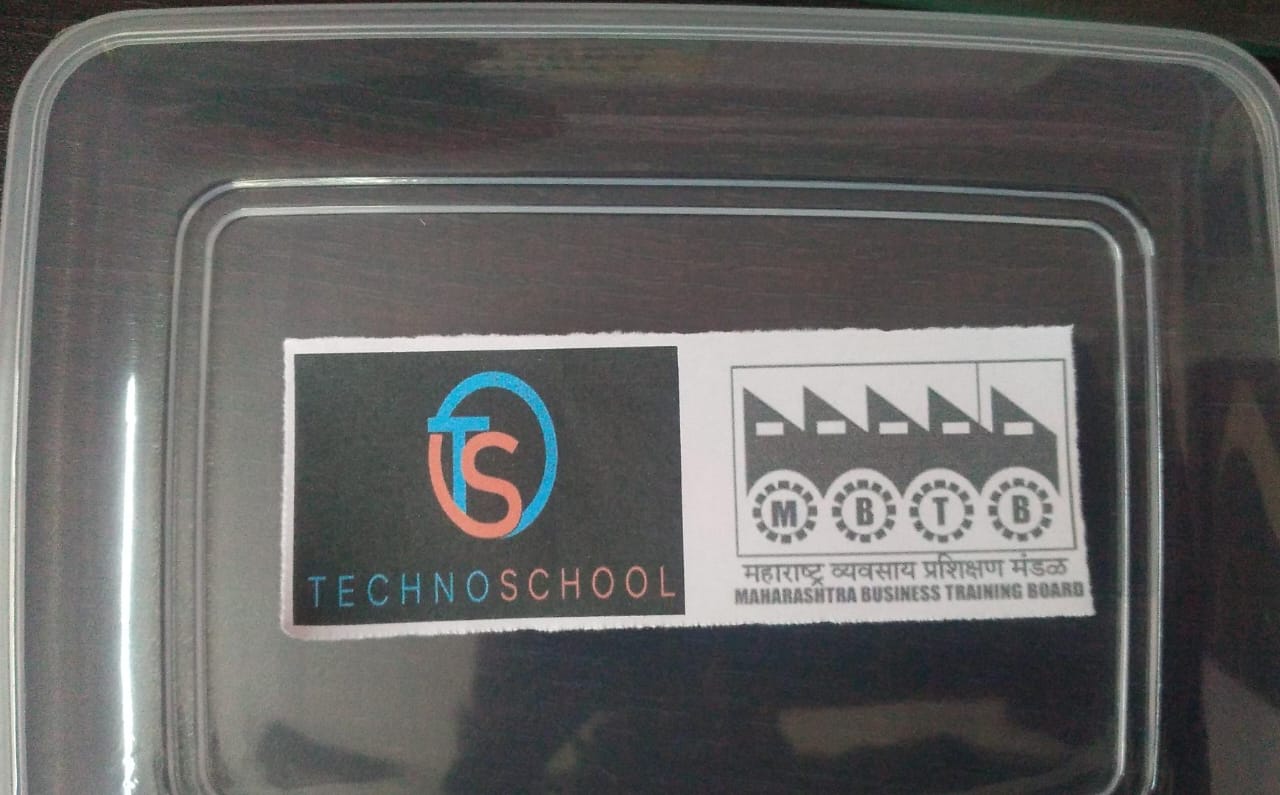 TS
TECHNOSCHOOL
M B T B
महाराष्ट्र व्यवसाय प्रशिक्षण मंडळ
MAHARASHTRA BUSINESS TRAINING BOARD